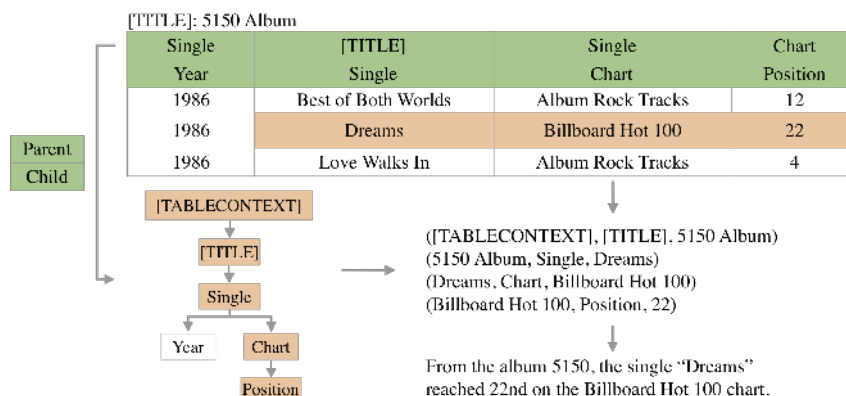 [TITLE]: 5150 Album
Single [TITLE] Single Chart
Year Single Chart Position
1986 Best of Both Worlds Album Rock Tracks 12
1986 Dreams Billboard Hot 100 22
1986 Love Walks In Album Rock Tracks 4
Parent
Child
[TABLECONTEXT]
[TITLE]
Single
Year Chart
Position
([TABLECONTEXT], [TITLE], 5150 Album)
(5150 Album, Single, Dreams)
(Dreams, Chart, Billboard Hot 100)
(Billboard Hot 100, Position, 22)
From the album 5150, the single “Dreams”
reached 22nd on the Billboard Hot 100 chart.